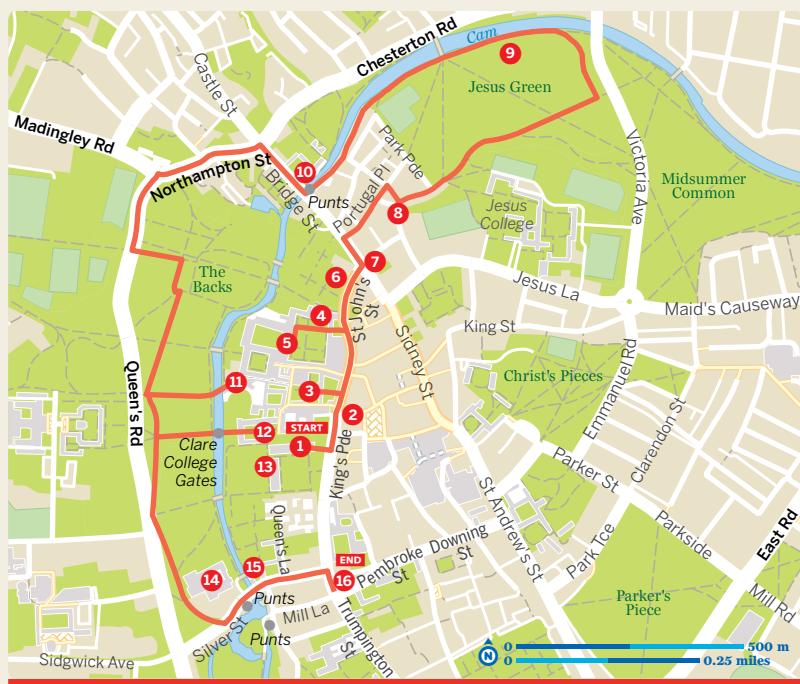 Chesterton Rd
Cam
9
Castle St
Jesus Green
Madingley Rd
Victoria Ave
Park Pde
Northampton St
10
Midsummer
Common
Bridge St
Punts
Portugal Pl
8
Jesus
College
7
6
The
Backs
Jesus La
St John's
St
4
Maid's Causeway
King St
5
Sidney St
Emmanuel Rd
Queen's Rd
11
3
Christ's Pieces
2
START
12
1
Clare
College
Gates
King's Pde
Clarendon St
13
Parker St
St Andrew's St
Queen's La
Parkside
East Rd
Downing
St
Park Tce
END
15
14
16
Pembroke
St
Parker's
Piece
Mill Rd
Punts
Mill La
Trumpington
St
Silver St
Punts
Sidgwick Ave
N
0 500 m
0 0.25 miles